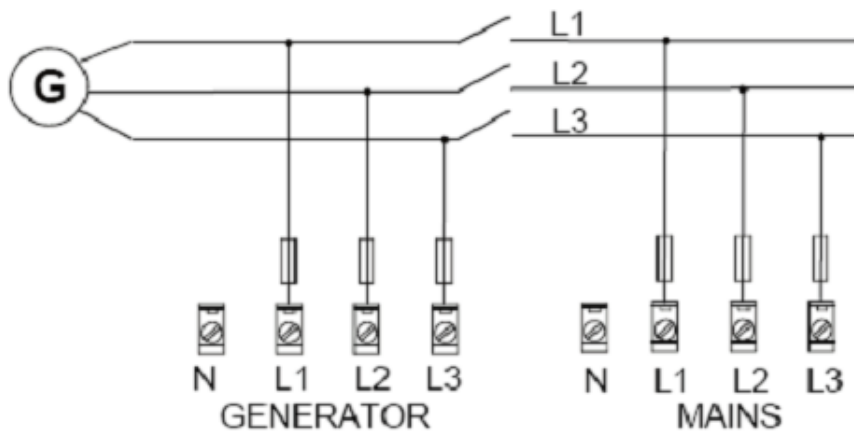 L1
G
L2
L3
N L1 L2 L3 N L1 L2 L3
GENERATOR MAINS